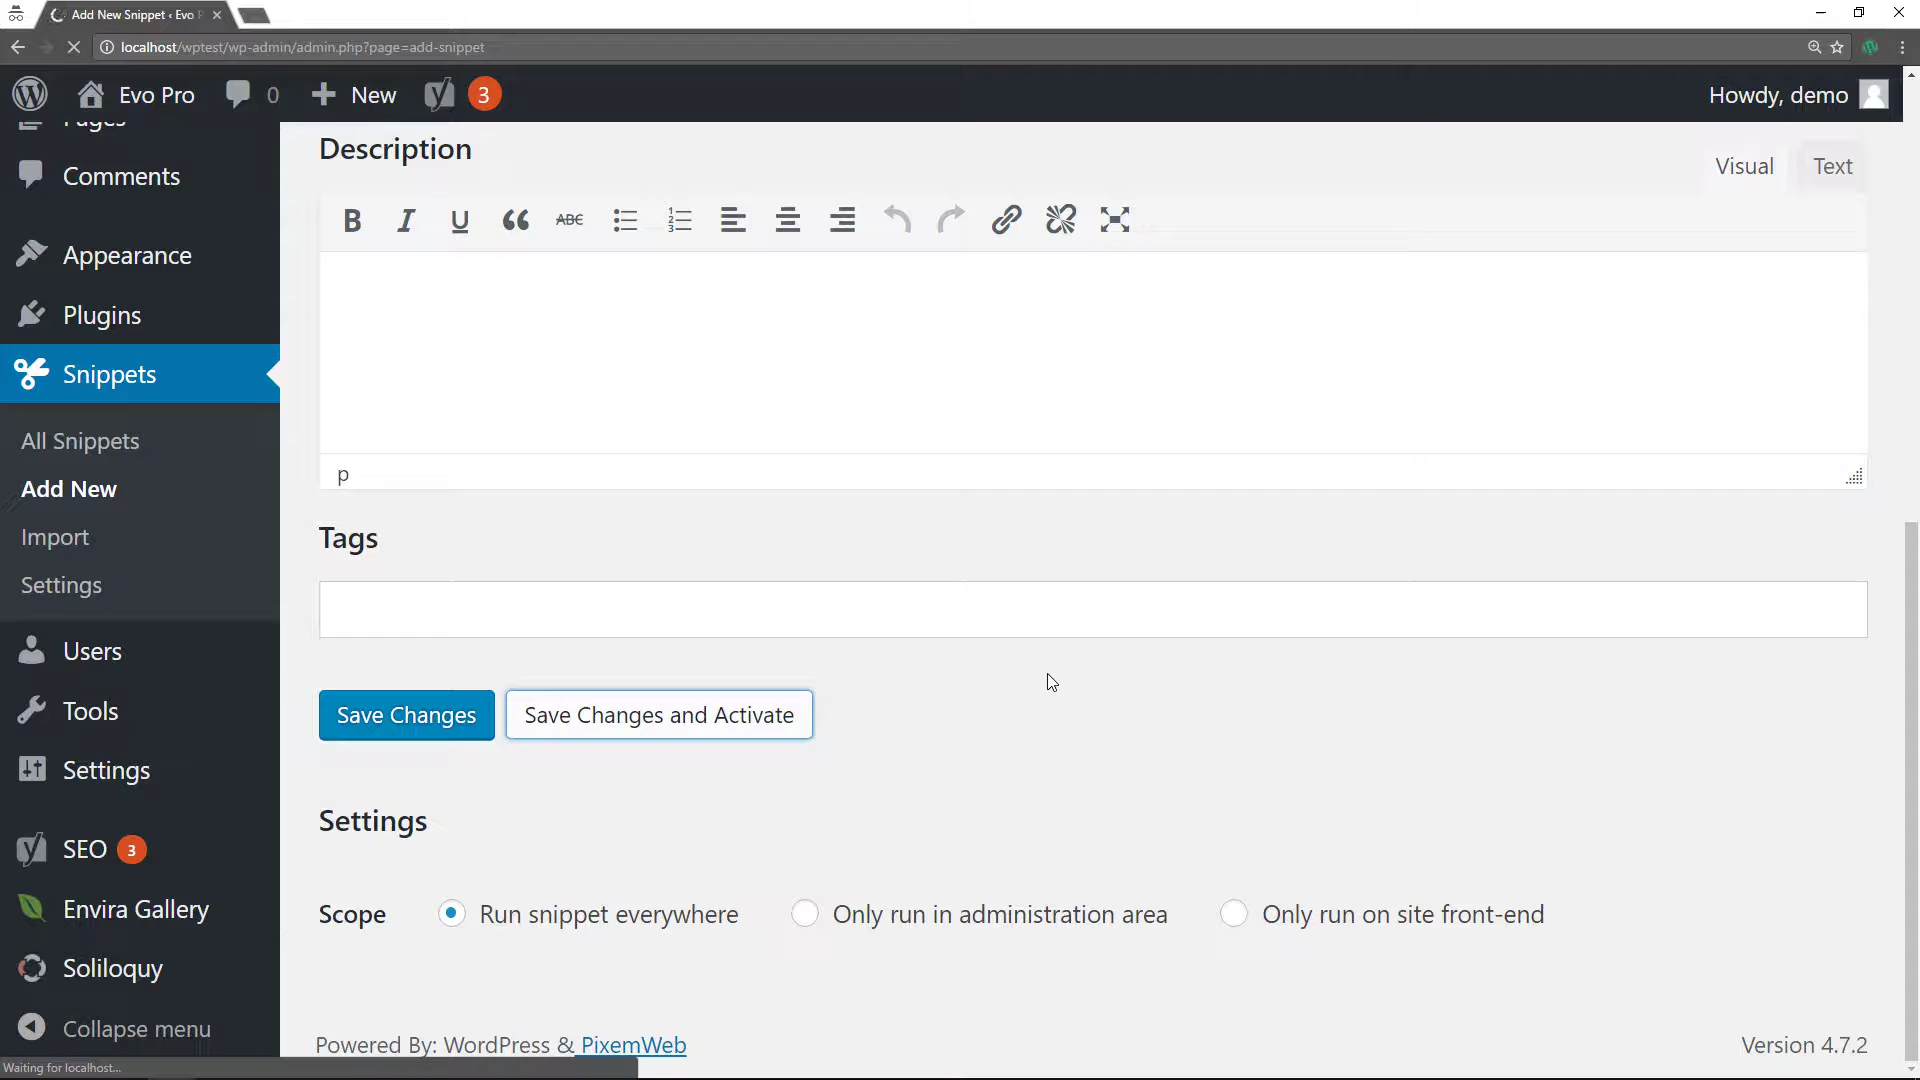 Add New Snippet ‹ Evo P
localhost/wptest/wp-admin/admin.php?page=add-snippet
Evo Pro
0
New
3
Howdy, demo
Pages
Comments
Appearance
Plugins
Snippets
All Snippets
Add New
Import
Settings
Users
Tools
Settings
SEO 3
Envira Gallery
Soliloquy
Collapse menu
Waiting for localhost...
Description
Visual
Text
B I U ABC
p
Tags
Save Changes
Save Changes and Activate
Settings
Scope
Run snippet everywhere
Only run in administration area
Only run on site front-end
Powered By: WordPress & PixemWeb
Version 4.7.2